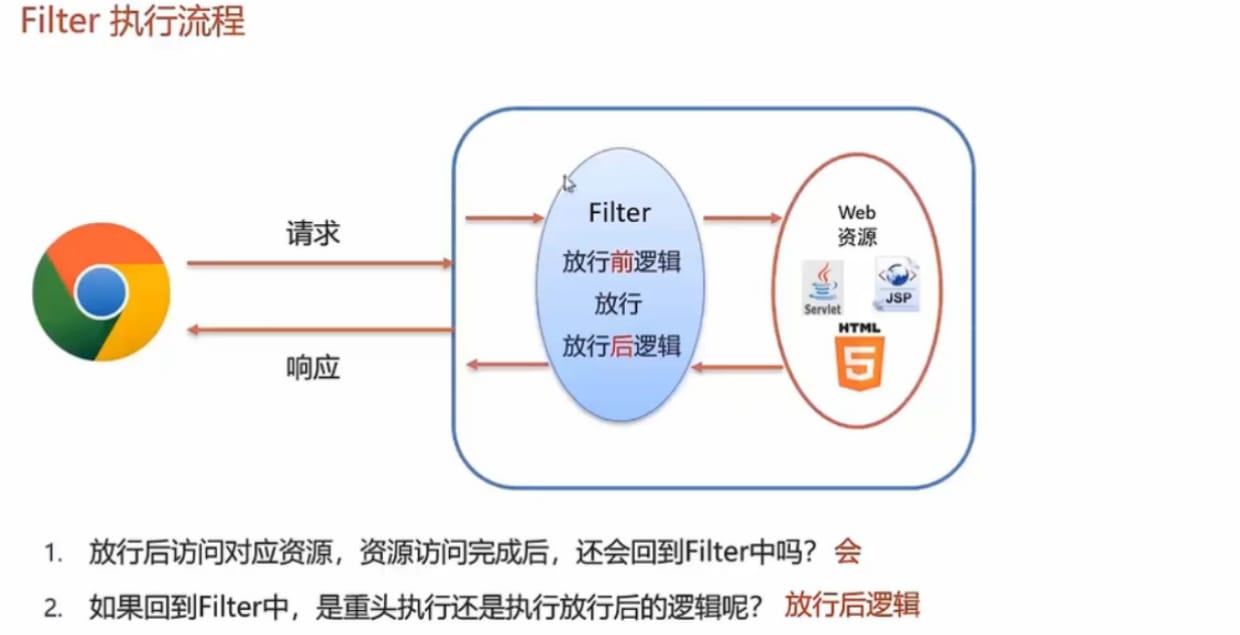 Filter 执行流程
请求
响应
Filter
放行前逻辑
放行
放行后逻辑
Web
资源
Servlet
JSP
HTML
5
1. 放行后访问对应资源，资源访问完成后，还会回到Filter中吗？会
2. 如果回到Filter中，是重头执行还是执行放行后的逻辑呢？放行后逻辑